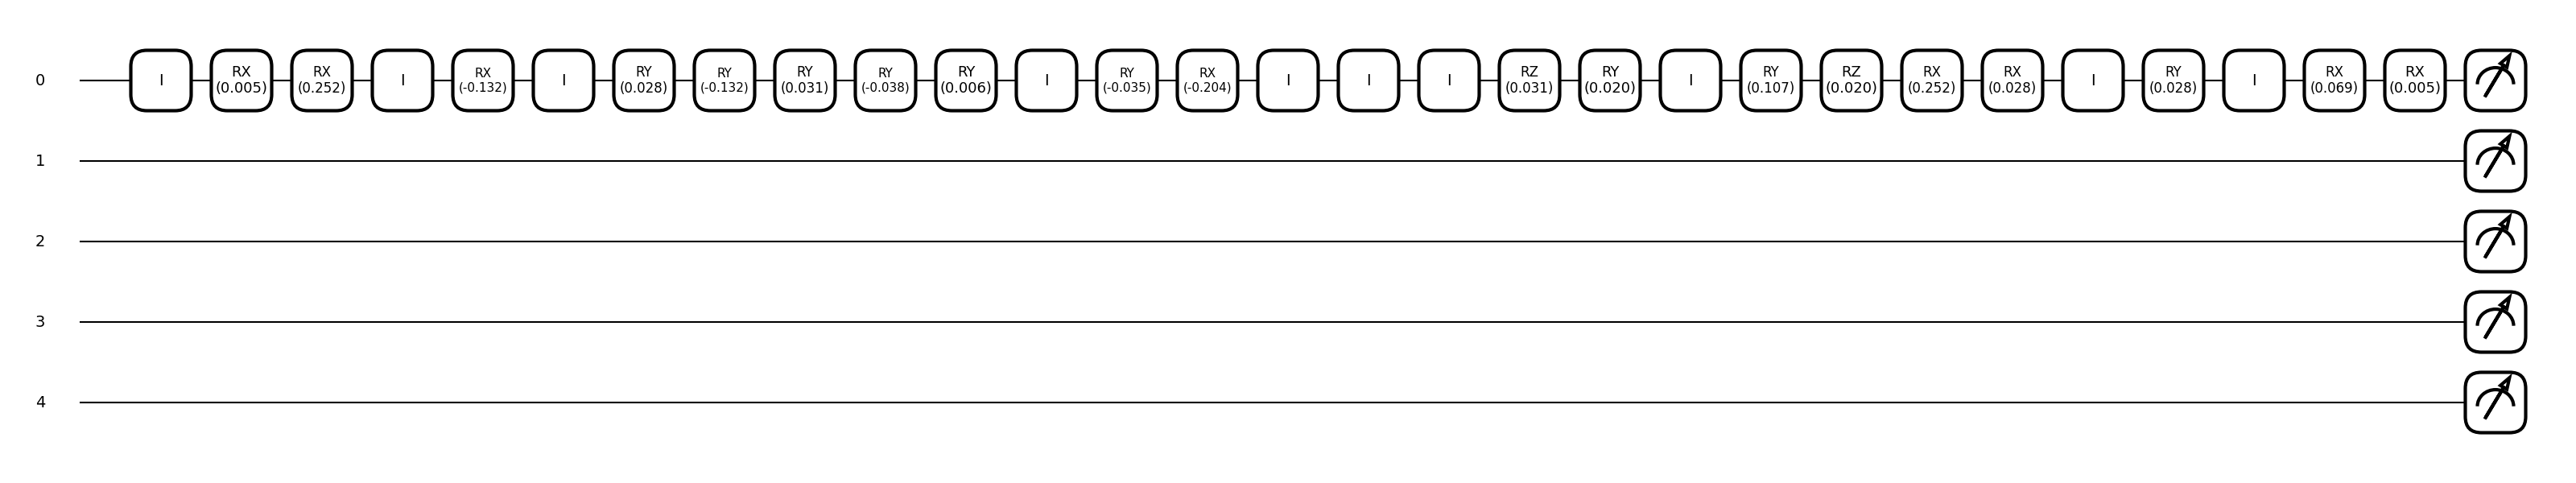 0 I RX (0.005) RX (0.252) I RX (-0.132) I RY (0.028) RY (-0.132) RY (0.031) RY (-0.038) RY (0.006) I RY (-0.035) RX (-0.204) I I I RZ (0.031) RY (0.020) I RY (0.107) RZ (0.020) RX (0.252) RX (0.028) I RY (0.028) I RX (0.069) RX (0.005)
1
2
3
4